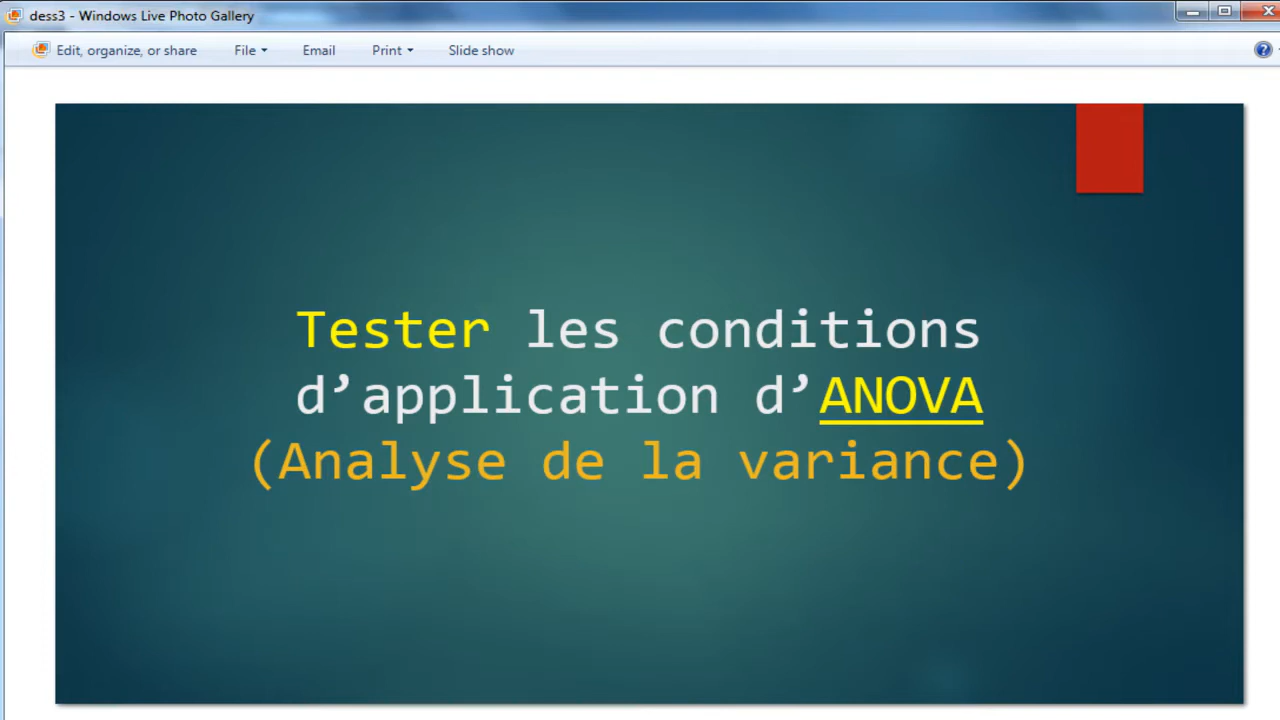 dess3 - Windows Live Photo Gallery
Edit, organize, or share File Email Print Slide show
Tester les conditions
d’application d’ANOVA
(Analyse de la variance)